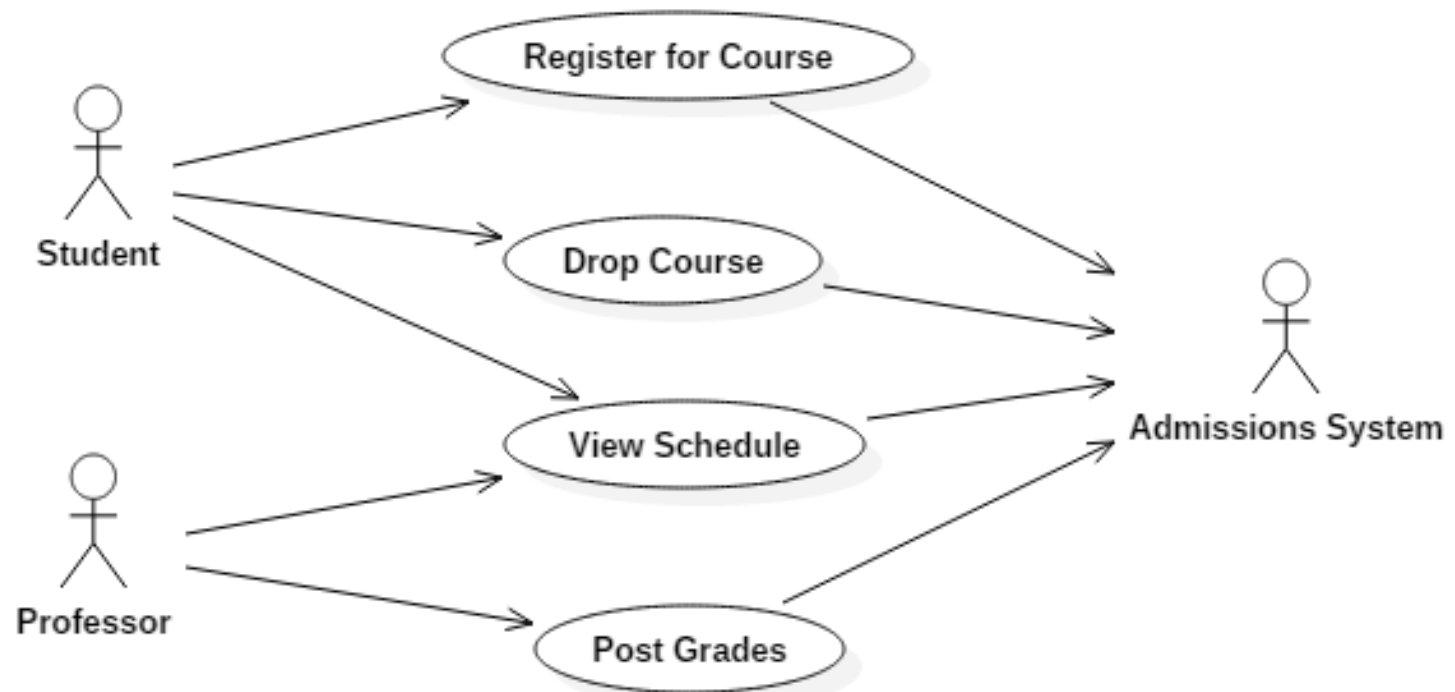 Register for Course
Student
Drop Course
View Schedule
Admissions System
Professor
Post Grades